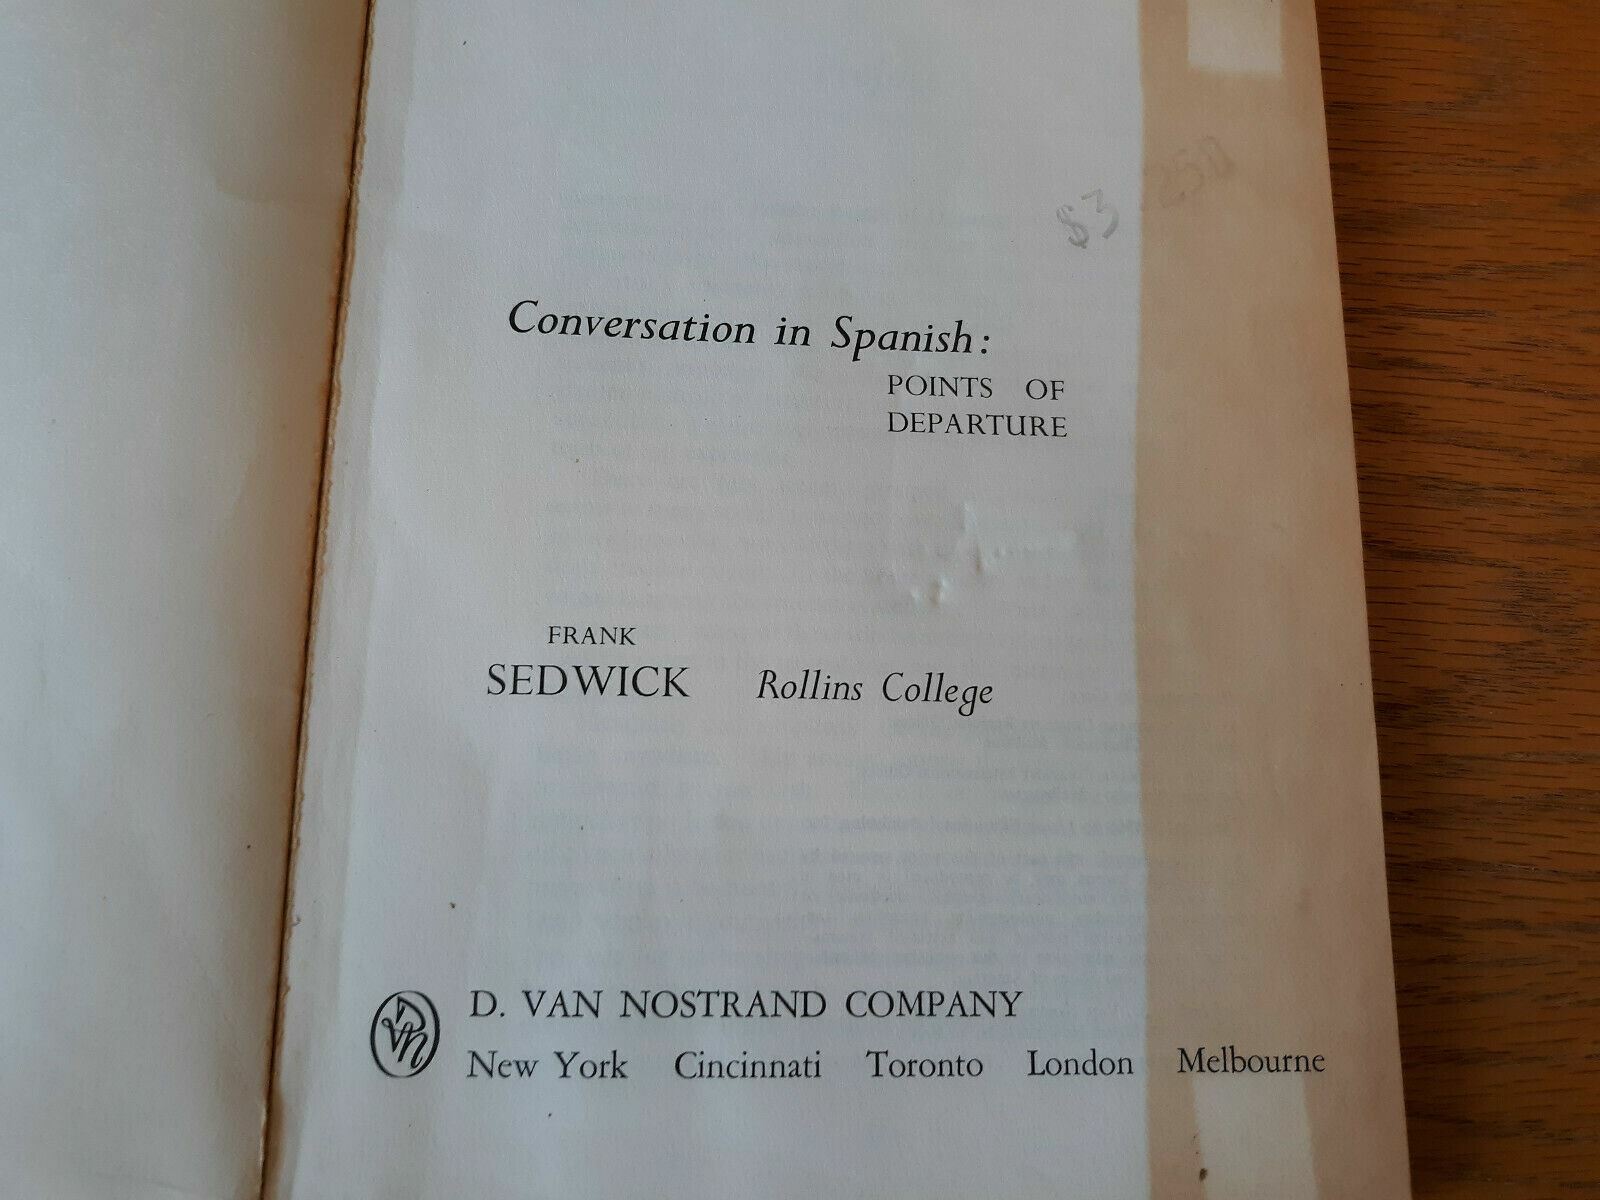 $3 250
Conversation in Spanish:
POINTS OF
DEPARTURE
FRANK
SEDWICK Rollins College
D. VAN NOSTRAND COMPANY
New York Cincinnati Toronto London Melbourne